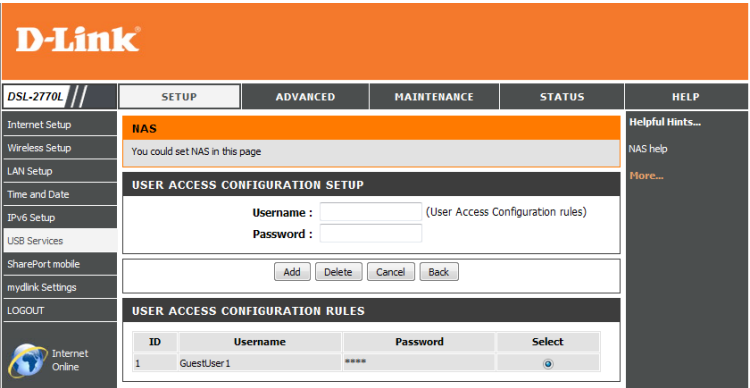 D-Link
DSL-2770L SETUP ADVANCED MAINTENANCE STATUS HELP
Internet Setup
Wireless Setup
LAN Setup
Time and Date
IPv6 Setup
USB Services
SharePort mobile
mydlink Settings
LOGOUT
Internet
Online
NAS
You could set NAS in this page
USER ACCESS CONFIGURATION SETUP
Username : (User Access Configuration rules)
Password :
Add Delete Cancel Back
USER ACCESS CONFIGURATION RULES
ID Username Password Select
1 GuestUser1 ****
Helpful Hints...
NAS help
More...